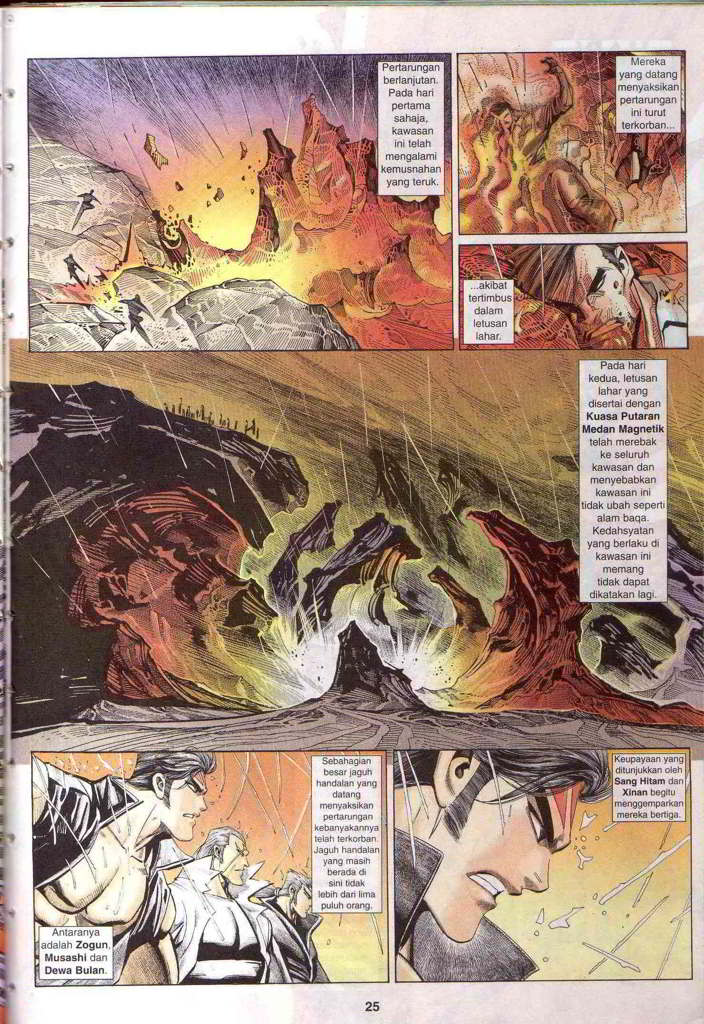 Pertarungan
berlanjutan.
Pada hari
pertama
sahaja,
kawasan
ini telah
mengalami
kemusnahan
yang teruk.
Mereka
yang datang
menyaksikan
pertarungan
ini turut
terkorban...
...akibat
tertimbus
dalam
letusan
lahar.
Pada hari
kedua, letusan
lahar yang
disertai dengan
Kuasa Putaran
Medan Magnetik
telah merebak
ke seluruh
kawasan dan
menyebabkan
kawasan ini
tidak ubah seperti
alam baqa.
Kedahsyatan
yang berlaku di
kawasan ini
memang
tidak dapat
dikatakan lagi.
Sebahagian
besar jaguh
handalan yang
datang
menyaksikan
pertarungan
kebanyakannya
telah terkorban.
Jaguh handalan
yang masih
berada di
sini tidak
lebih dari lima
puluh orang.
Antaranya
adalah Zogun,
Musashi dan
Dewa Bulan.
Keupayaan yang
ditunjukkan oleh
Sang Hitam dan
Xinan begitu
menggemparkan
mereka bertiga.
25